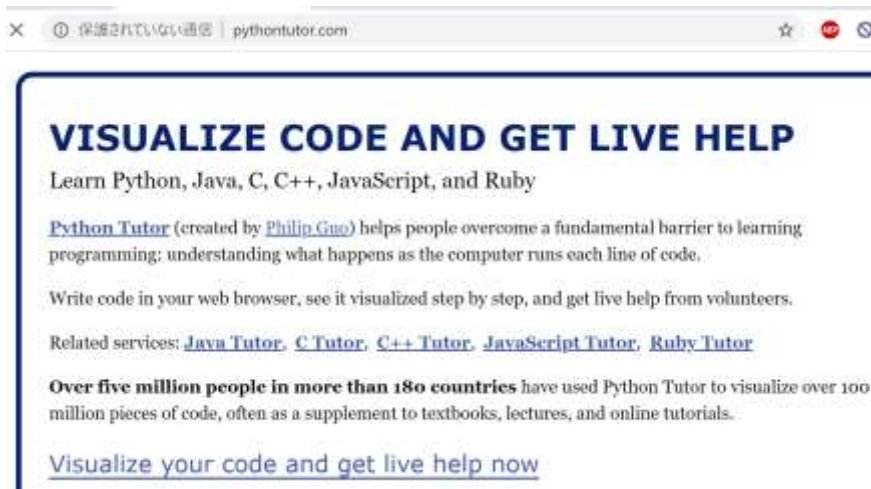 保護されていない通信 | pythontutor.com
ABP
VISUALIZE CODE AND GET LIVE HELP
Learn Python, Java, C, C++, JavaScript, and Ruby
Python Tutor (created by Philip Guo) helps people overcome a fundamental barrier to learning
programming: understanding what happens as the computer runs each line of code.
Write code in your web browser, see it visualized step by step, and get live help from volunteers.
Related services: Java Tutor, C Tutor, C++ Tutor, JavaScript Tutor, Ruby Tutor
Over five million people in more than 180 countries have used Python Tutor to visualize over 100
million pieces of code, often as a supplement to textbooks, lectures, and online tutorials.
Visualize your code and get live help now